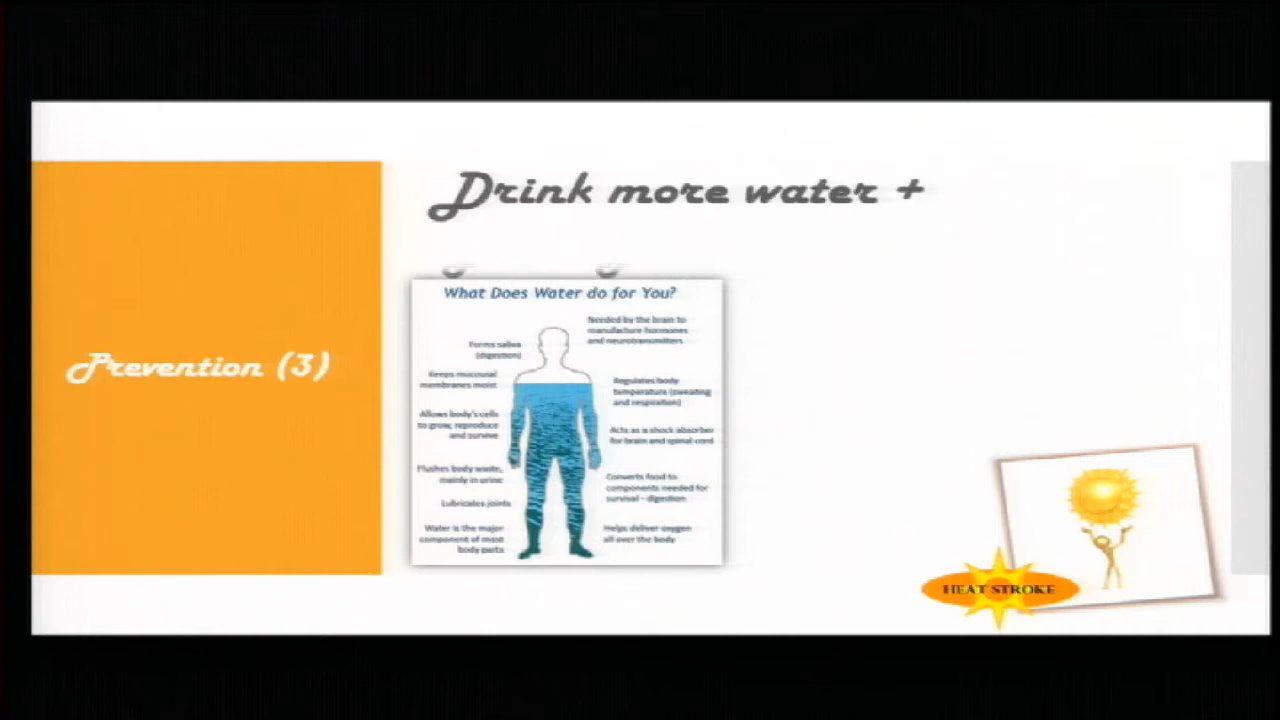 Drink more water +
Prevention (3)
What Does Water do for You?
Needed by the brain to
manufacture hormones
and neurotransmitters
Forms saliva
(digestion)
Keeps mucousal
membranes moist
Regulates body
temperature (sweating
and respiration)
Allows body's cells
to grow, reproduce
and survive
Acts as a shock absorber
for brain and spinal cord
Flushes body waste,
mainly in urine
Converts food to
components needed for
survival - digestion
Lubricates joints
Water is the major
component of most
body parts
Helps deliver oxygen
all over the body
HEAT STROKE